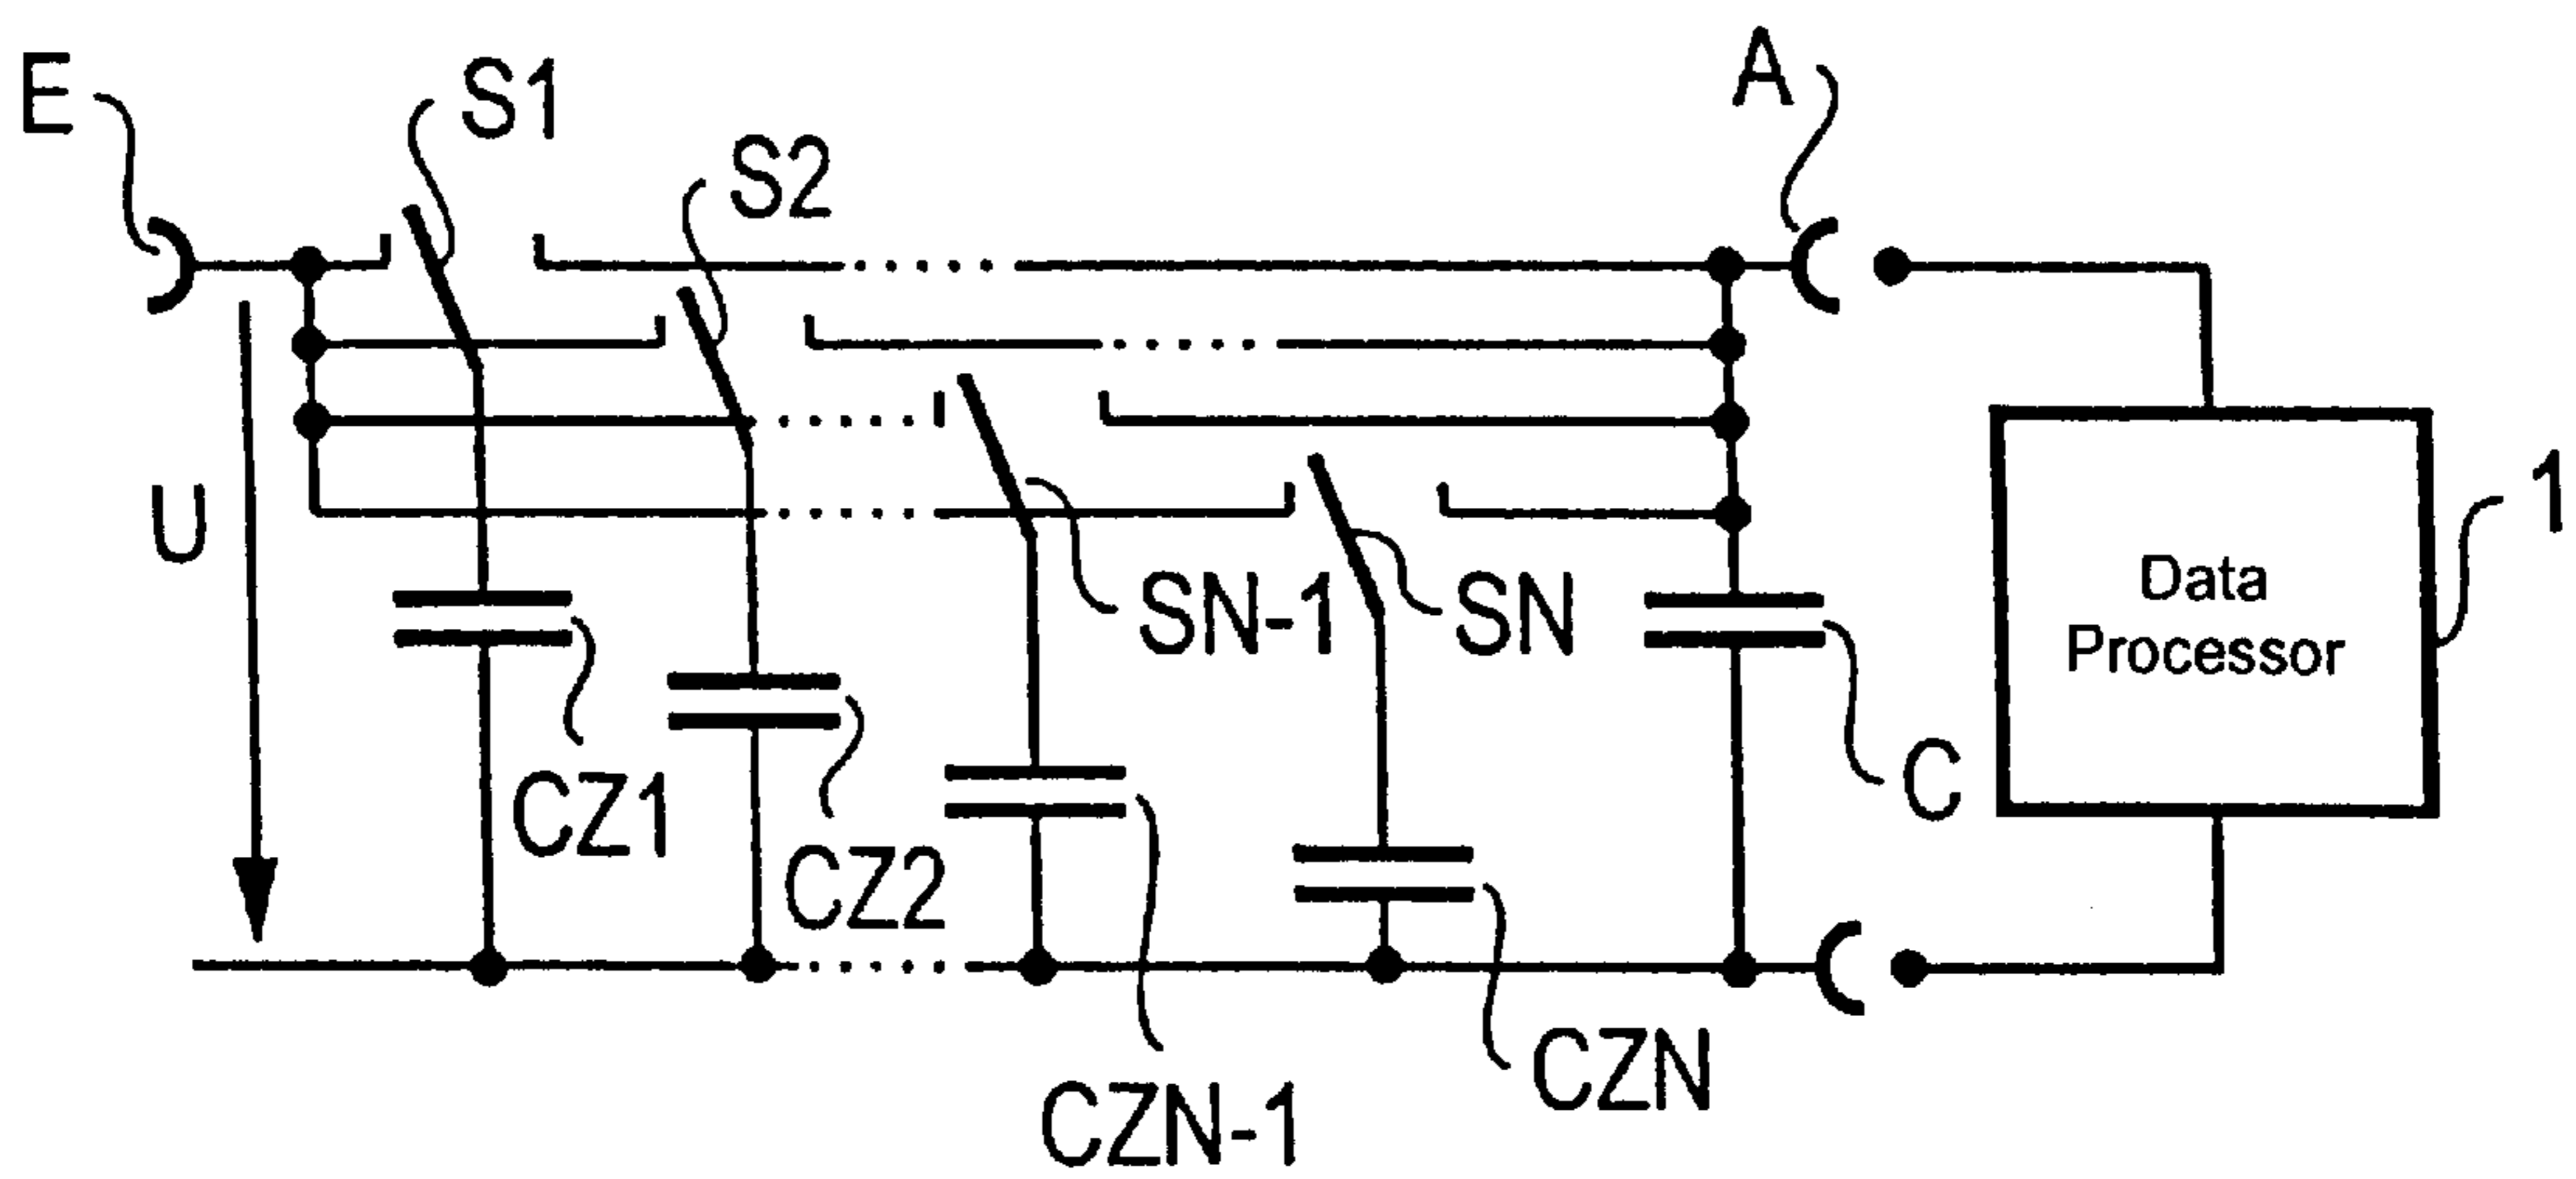 E
S1
S2
A
U
SN-1
SN
1
Data
Processor
CZ1
CZ2
C
CZN-1
CZN